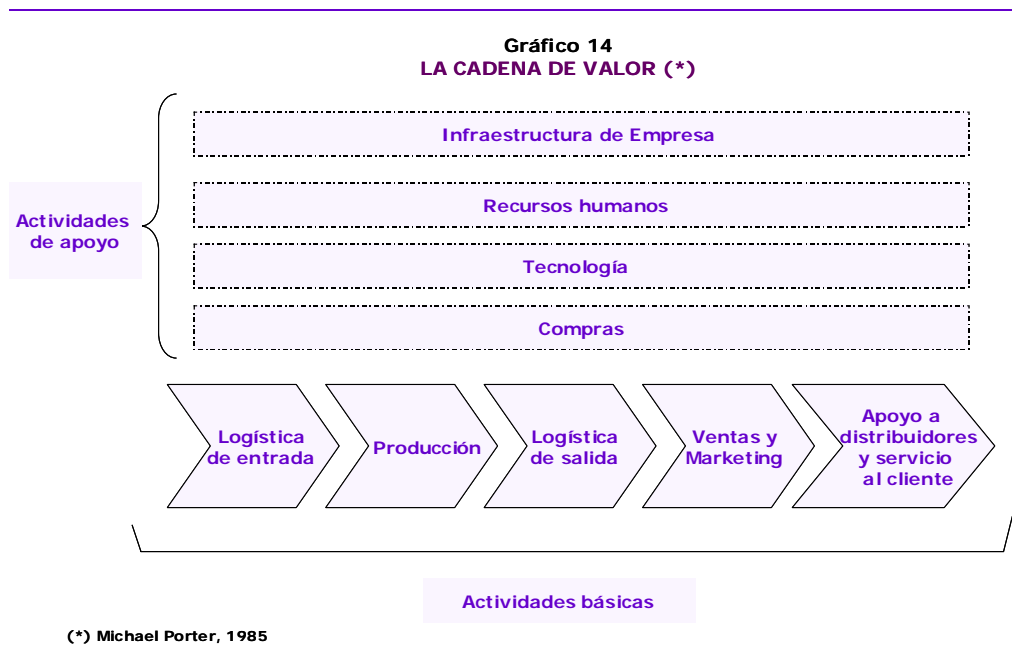 Gráfico 14
LA CADENA DE VALOR (*)
Infraestructura de Empresa
Actividades
de apoyo
Recursos humanos
Tecnología
Compras
Logística
de entrada
Producción
Logística
de salida
Ventas y
Marketing
Apoyo a
distribuidores
y servicio
al cliente
Actividades básicas
(*) Michael Porter, 1985